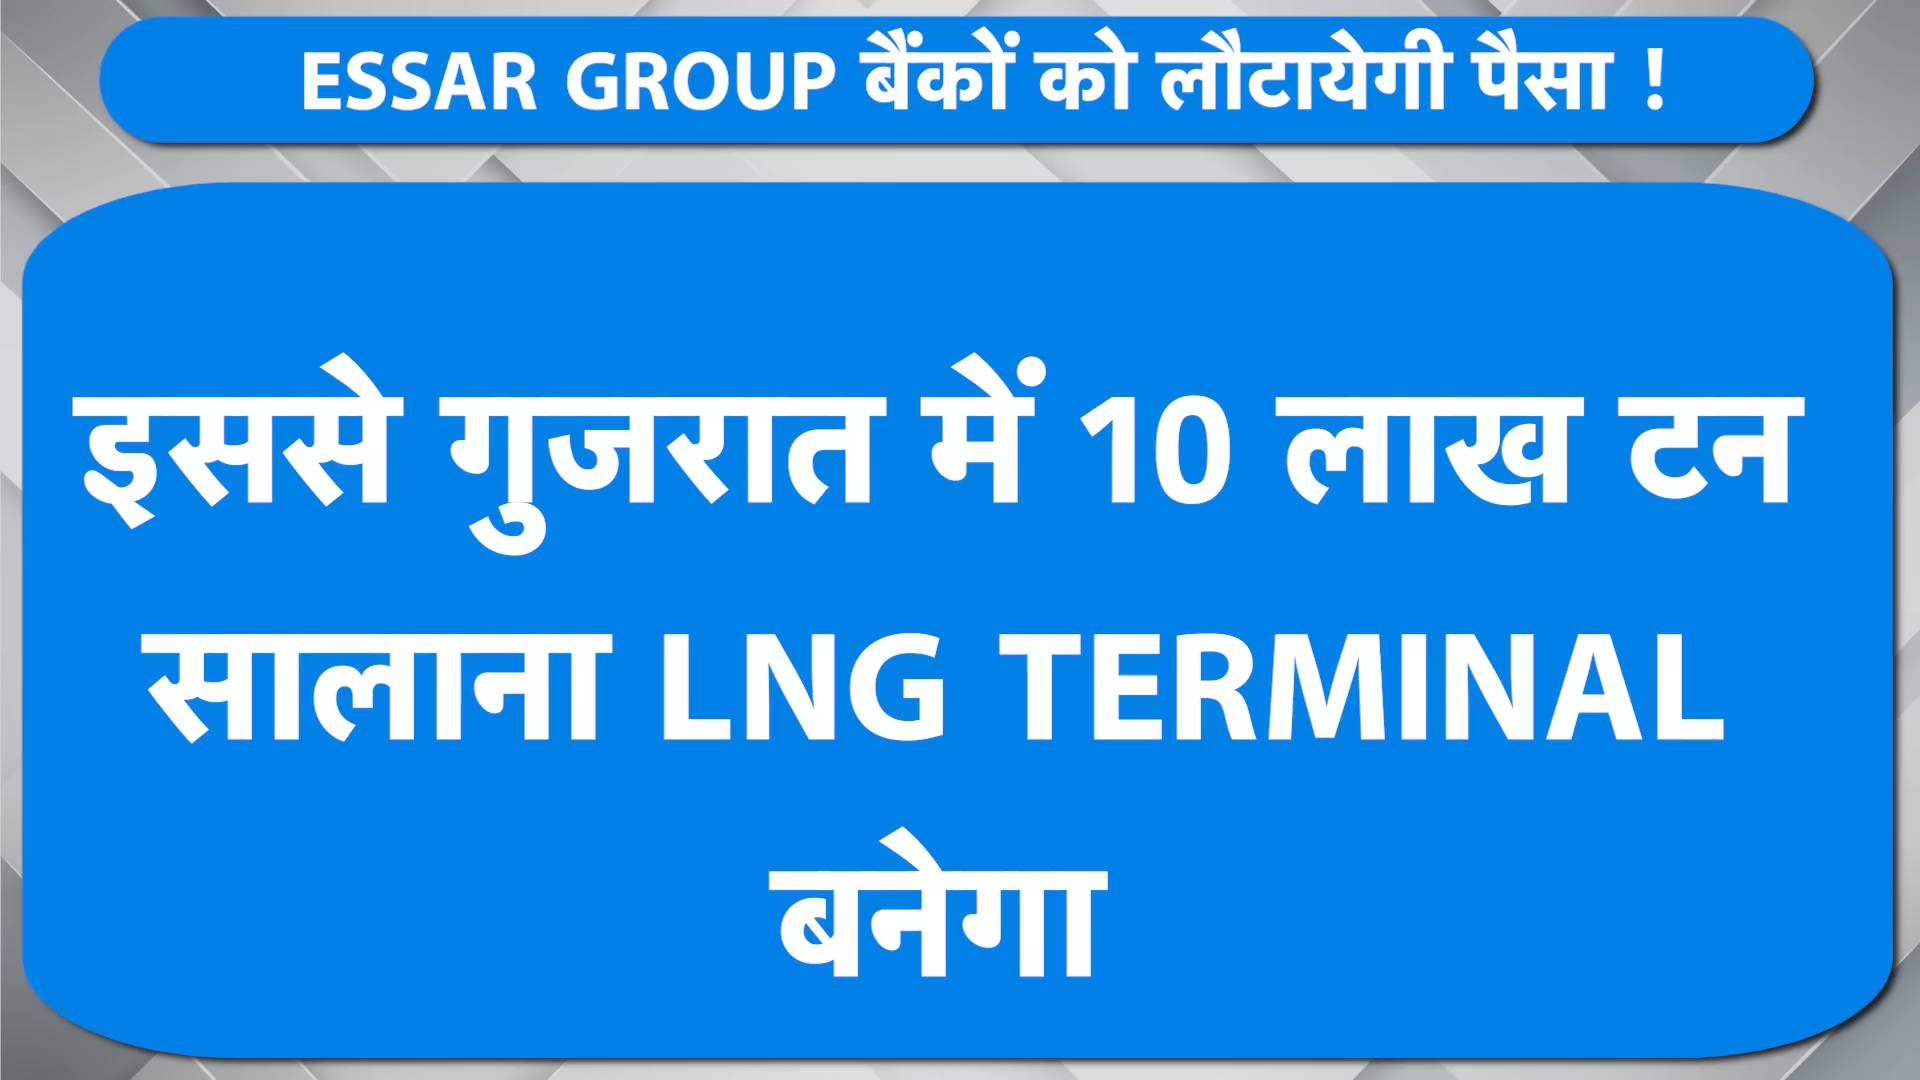 ESSAR GROUP बैंकों को लौटायेगी पैसा !
इससे गुजरात में 10 लाख टन
सालाना LNG TERMINAL
बनेगा